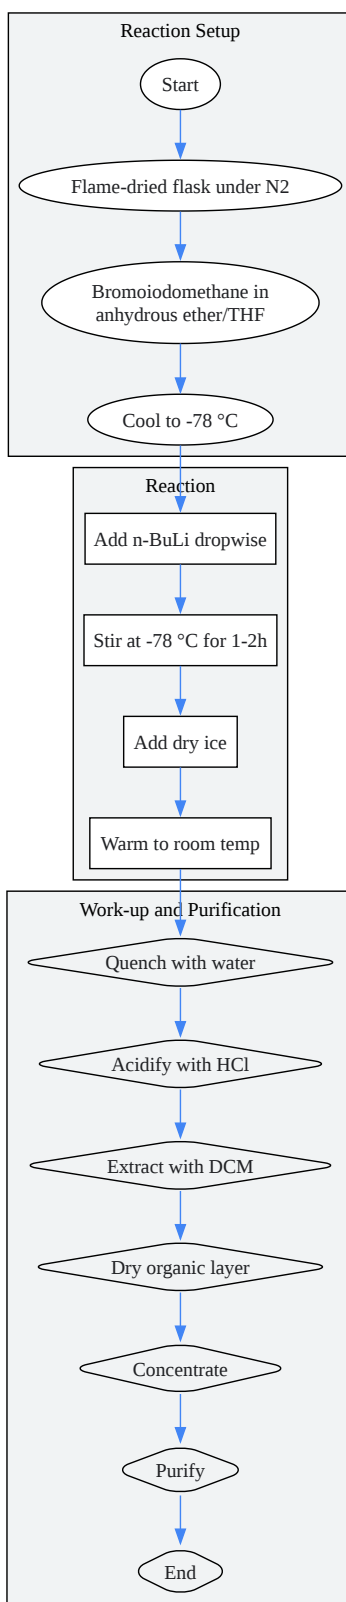 Reaction Setup
Start
Flame-dried flask under N2
Bromoiodomethane in
anhydrous ether/THF
Cool to -78 °C
Reaction
Add n-BuLi dropwise
Stir at -78 °C for 1-2h
Add dry ice
Warm to room temp
Work-up and Purification
Quench with water
Acidify with HCl
Extract with DCM
Dry organic layer
Concentrate
Purify
End